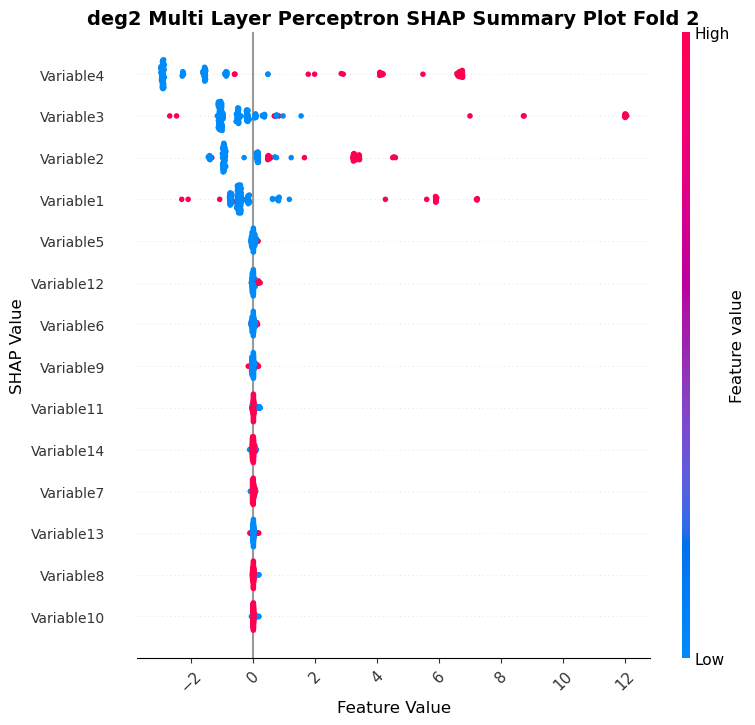 deg2 Multi Layer Perceptron SHAP Summary Plot Fold 2
High
Variable4
Variable3
Variable2
Variable1
Variable5
Variable12
Variable6
Variable9
Variable11
Variable14
Variable7
Variable13
Variable8
Variable10
SHAP Value
Feature value
Low
−2
0
2
4
6
8
10
12
Feature Value